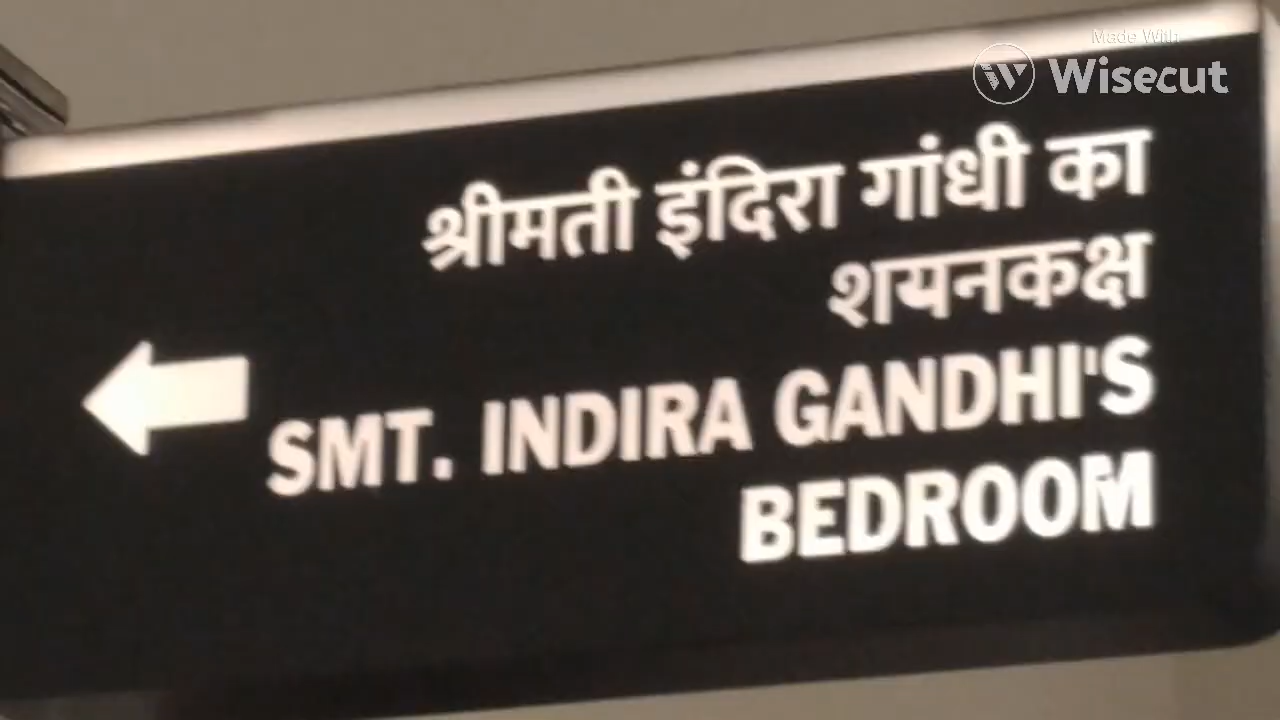 Made With
Wisecut
श्रीमती इंदिरा गांधी का
शयनकक्ष
SMT. INDIRA GANDHI'S
BEDROOM